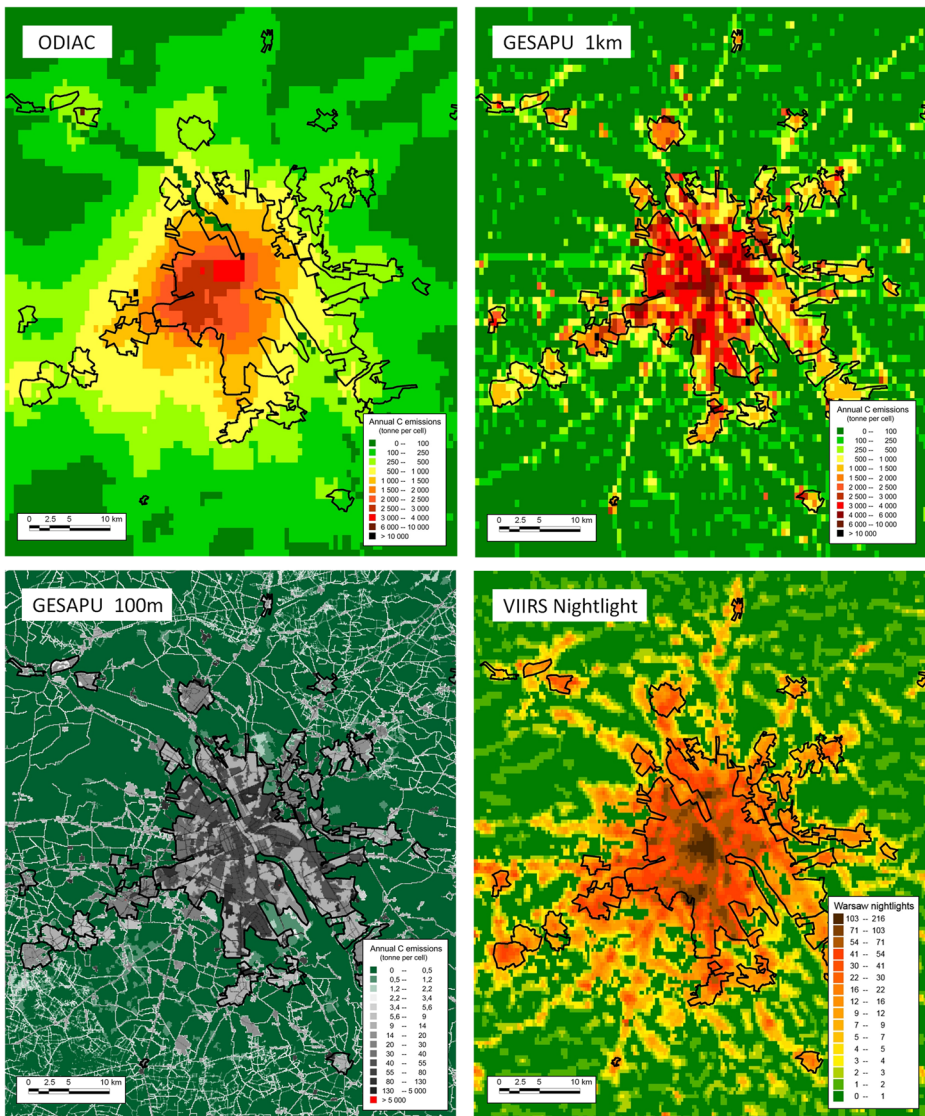 ODIAC
Annual C emissions
(tonne per cell)
0 -- 100
100 -- 250
250 -- 500
500 -- 1 000
1 000 -- 1 500
1 500 -- 2 000
2 000 -- 2 500
2 500 -- 3 000
3 000 -- 4 000
6 000 -- 10 000
> 10 000
0 2.5 5 10 km
GESAPU 1km
Annual C emissions
(tonne per cell)
0 -- 100
100 -- 250
250 -- 500
500 -- 1 000
1 000 -- 1 500
1 500 -- 2 000
2 000 -- 2 500
2 500 -- 3 000
3 000 -- 4 000
4 000 -- 6 000
6 000 -- 10 000
> 10 000
0 2.5 5 10 km
GESAPU 100m
Annual C emissions
(tonne per cell)
0 -- 0,5
0,5 -- 1,2
1,2 -- 2,2
2,2 -- 3,4
3,4 -- 5,6
5,6 -- 9
9 -- 14
14 -- 20
20 -- 30
30 -- 40
40 -- 55
55 -- 80
80 -- 130
130 -- 5 000
> 5 000
0 2.5 5 10 km
VIIRS Nightlight
Warsaw nightlights
103 -- 216
71 -- 103
54 -- 71
41 -- 54
30 -- 41
22 -- 30
16 -- 22
12 -- 16
9 -- 12
7 -- 9
5 -- 7
4 -- 5
3 -- 4
2 -- 3
1 -- 2
0 -- 1
0 2.5 5 10 km